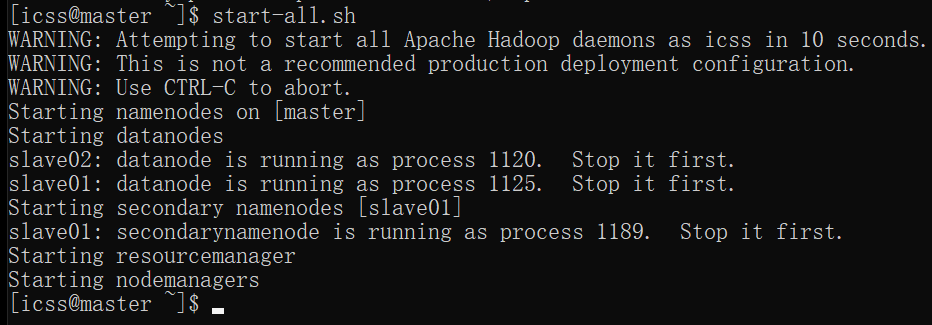 [icss@master ~]$ start-all.sh
WARNING: Attempting to start all Apache Hadoop daemons as icss in 10 seconds.
WARNING: This is not a recommended production deployment configuration.
WARNING: Use CTRL-C to abort.
Starting namenodes on [master]
Starting datanodes
slave02: datanode is running as process 1120.  Stop it first.
slave01: datanode is running as process 1125.  Stop it first.
Starting secondary namenodes [slave01]
slave01: secondarynamenode is running as process 1189.  Stop it first.
Starting resourcemanager
Starting nodemanagers
[icss@master ~]$